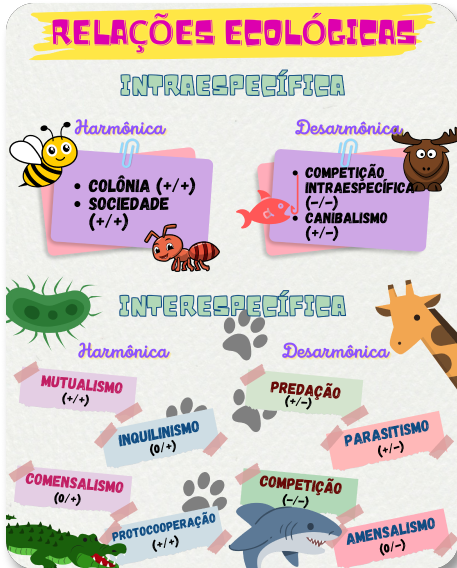 RELAÇÕES ECOLÓGICAS
INTRAESPECÍFICA
Harmônica
Desarmônica
• COLÔNIA (+/+)
• SOCIEDADE
(+/+)
• COMPETIÇÃO
INTRAESPECÍFICA
(-/-)
• CANIBALISMO
(+/-)
INTERESPECÍFICA
Harmônica
Desarmônica
MUTUALISMO
(+/+)
PREDAÇÃO
(+/-)
INQUILINISMO
(0/+)
PARASITISMO
(+/-)
COMENSALISMO
(0/+)
COMPETIÇÃO
(-/-)
PROTOCOOPERAÇÃO
(+/+)
AMENSALISMO
(0/-)